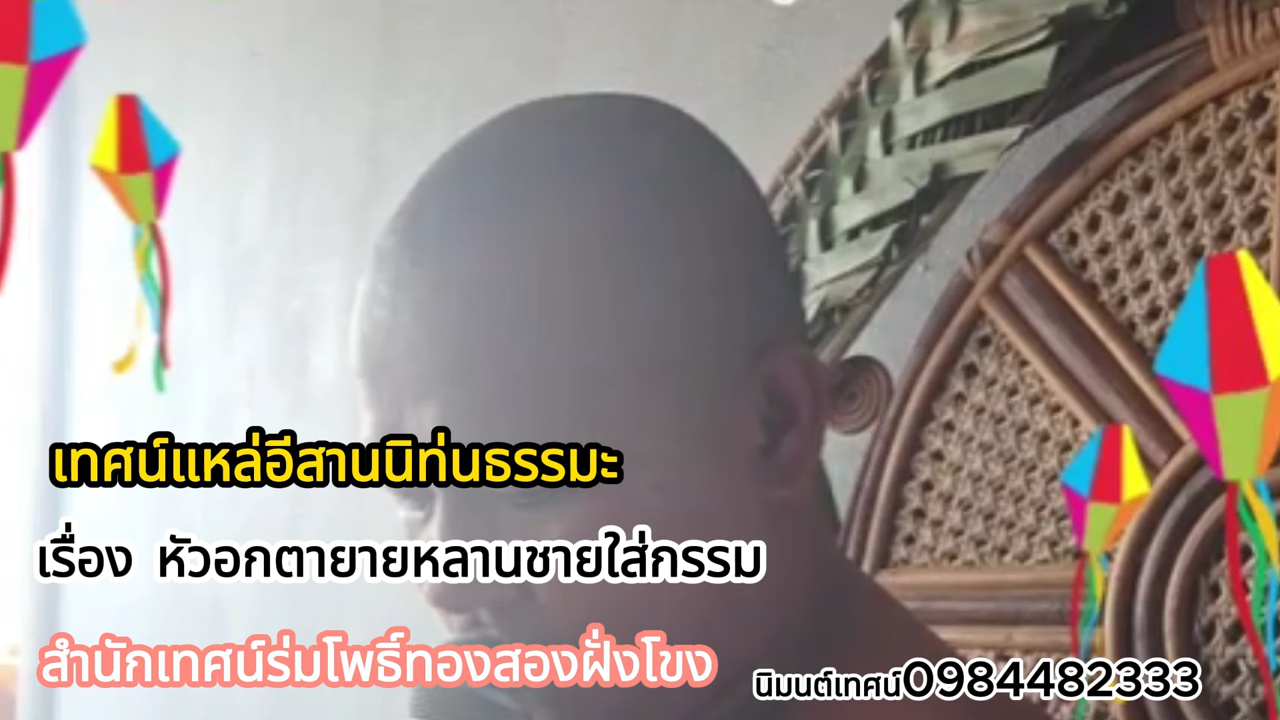 เทศน์แหล่อีสานนิท่นธรรมะ
เรื่อง หัวอกตายายหลานชายใส่กรรม
สำนักเทศน์ร่มโพธิ์ทองสองฝั่งโขง
นิมนต์เทศน์0984482333